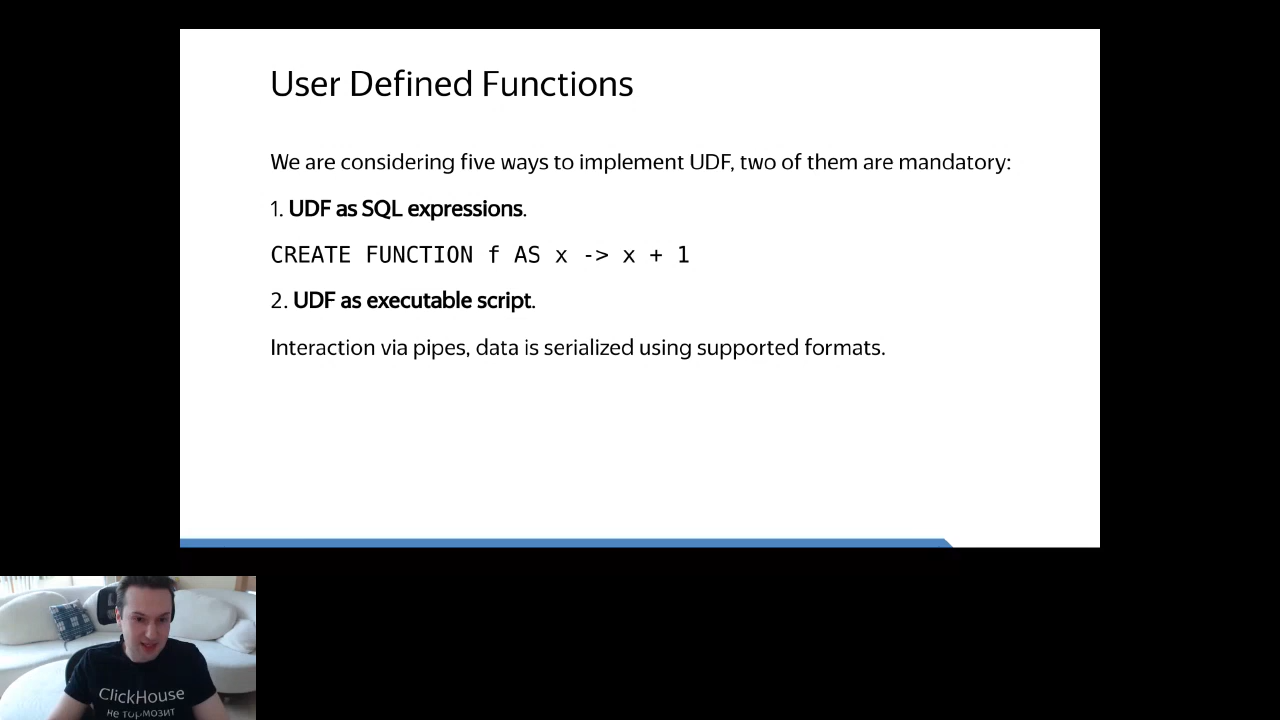 User Defined Functions
We are considering five ways to implement UDF, two of them are mandatory:
1. UDF as SQL expressions.
CREATE FUNCTION f AS x -> x + 1
2. UDF as executable script.
Interaction via pipes, data is serialized using supported formats.
ClickHouse
не тормозит